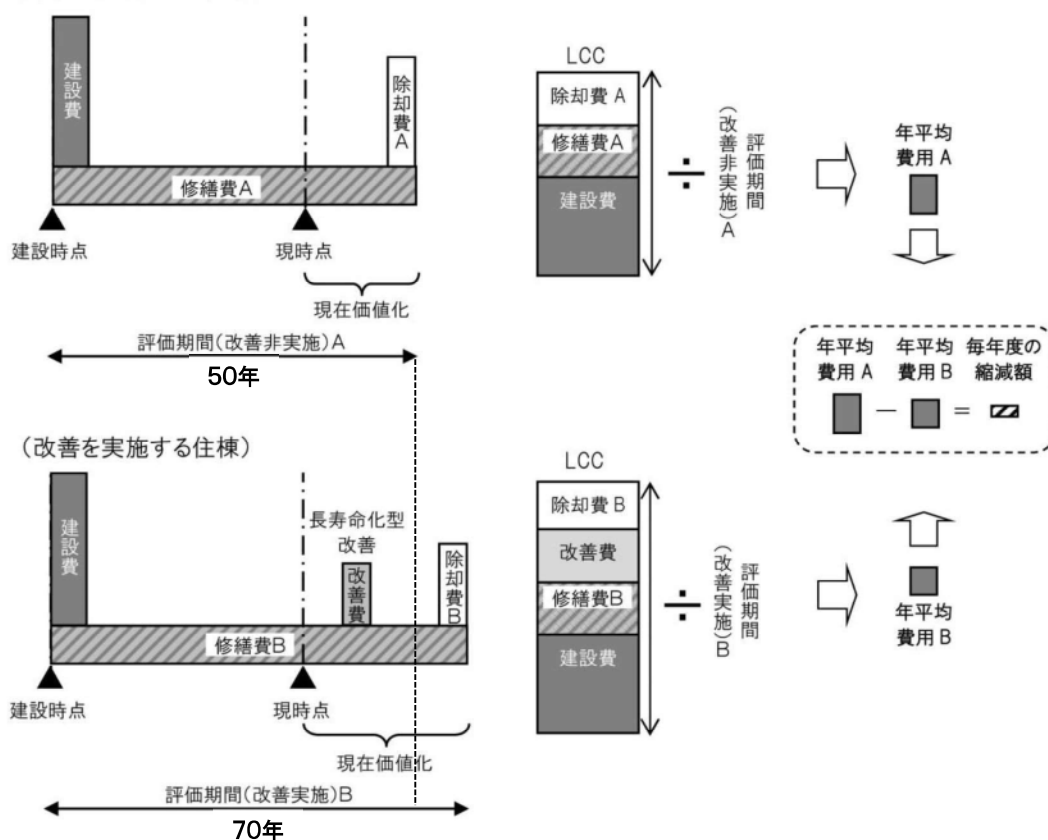 建設費
除却費A
修繕費A
建設時点
現時点
現在価値化
評価期間(改善非実施)A
50年
LCC
除却費 A
修繕費A
建設費
÷
評価期間
(改善非実施)A
年平均
費用 A
年平均
費用 A
年平均
費用 B
毎年度の
縮減額
－
＝
(改善を実施する住棟)
建設費
長寿命化型
改善
改善費
除却費B
修繕費B
建設時点
現時点
現在価値化
評価期間(改善実施)B
70年
LCC
除却費 B
改善費
修繕費B
建設費
÷
評価期間
(改善実施)B
年平均
費用 B